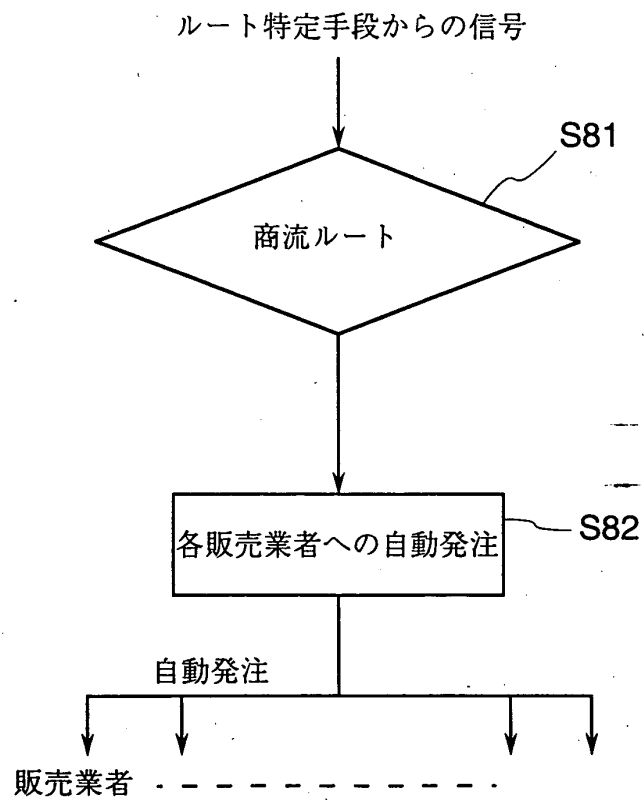 ルート特定手段からの信号
S81
商流ルート
各販売業者への自動発注
S82
自動発注
販売業者